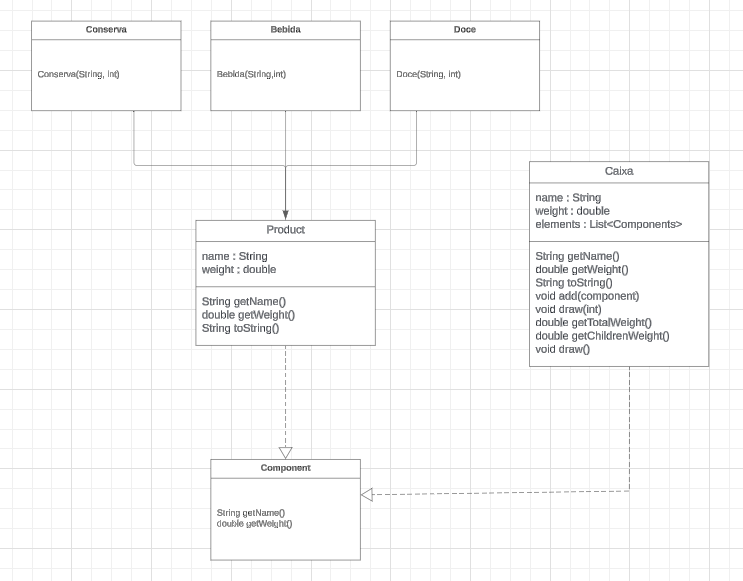 Conserva
Conserva(String, int)
Bebida
Bebida(String,int)
Doce
Doce(String, int)
Product
name : String
weight : double
String getName()
double getWeight()
String toString()
Caixa
name : String
weight : double
elements : List<Components>
String getName()
double getWeight()
String toString()
void add(component)
void draw(int)
double getTotalWeight()
double getChildrenWeight()
void draw()
Component
String getName()
double getWeight()